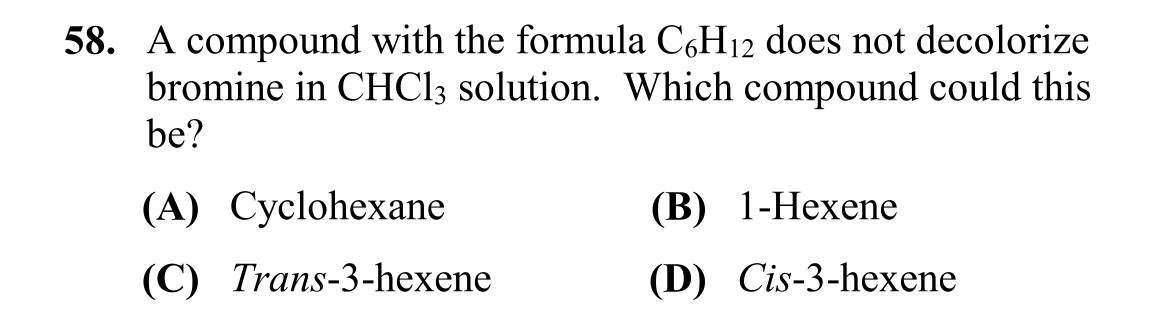 58. A compound with the formula C₆H₁₂ does not decolorize
bromine in CHCl₃ solution. Which compound could this
be?
(A) Cyclohexane (B) 1-Hexene
(C) Trans-3-hexene (D) Cis-3-hexene